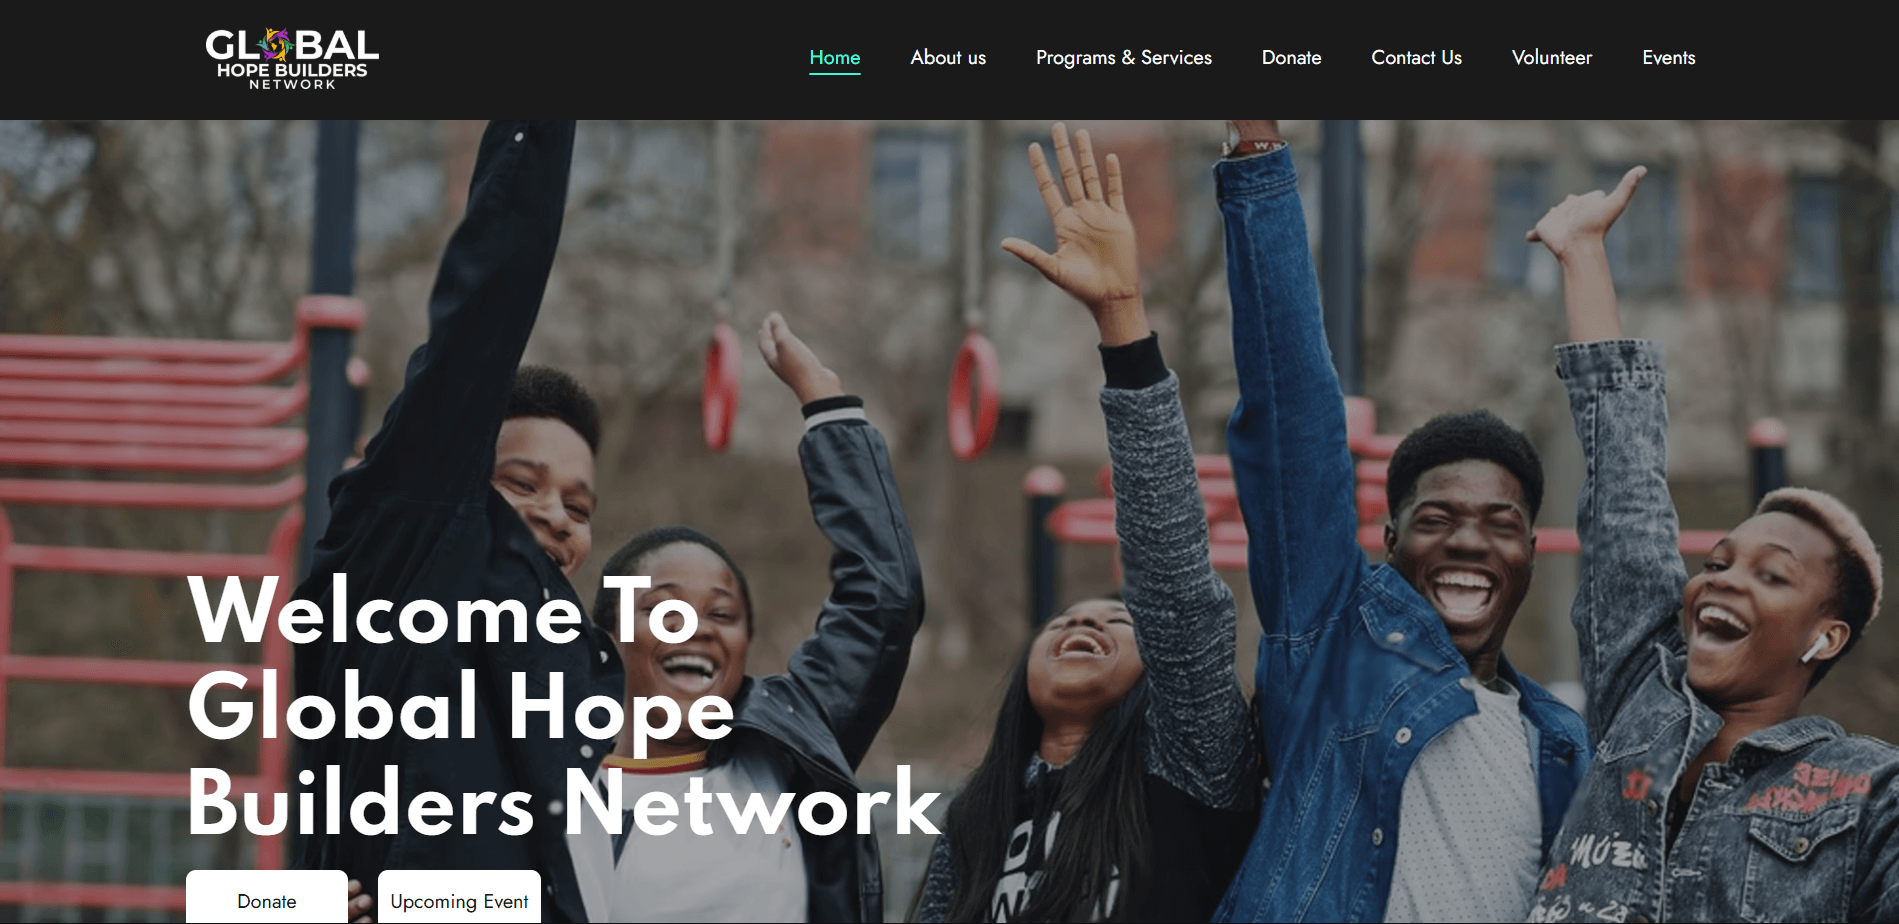 GLOBAL
HOPE BUILDERS
NETWORK
Home About us Programs & Services Donate Contact Us Volunteer Events
Welcome To
Global Hope
Builders Network
Donate Upcoming Event